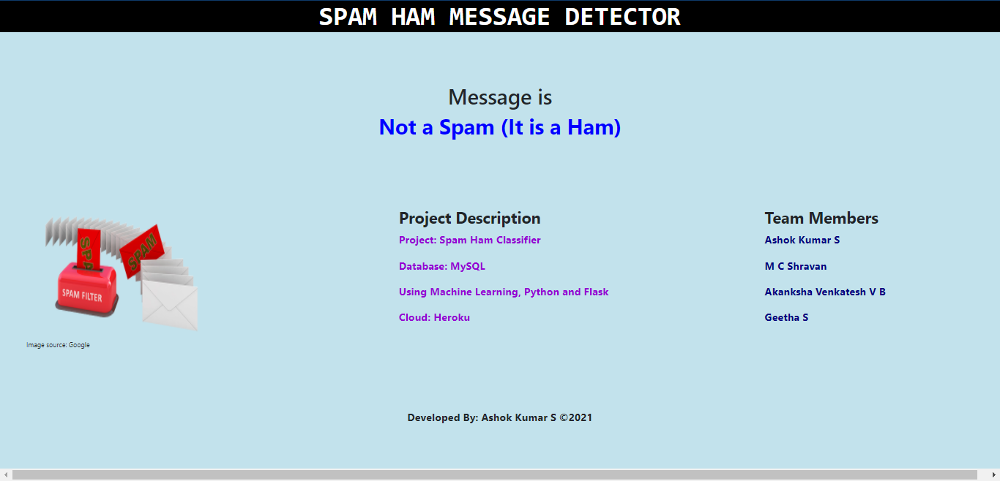 SPAM HAM MESSAGE DETECTOR
Message is
Not a Spam (It is a Ham)
SPA
SPAM
SPAM FILTER
Image source: Google
Project Description
Project: Spam Ham Classifier
Database: MySQL
Using Machine Learning, Python and Flask
Cloud: Heroku
Team Members
Ashok Kumar S
M C Shravan
Akanksha Venkatesh V B
Geetha S
Developed By: Ashok Kumar S ©2021